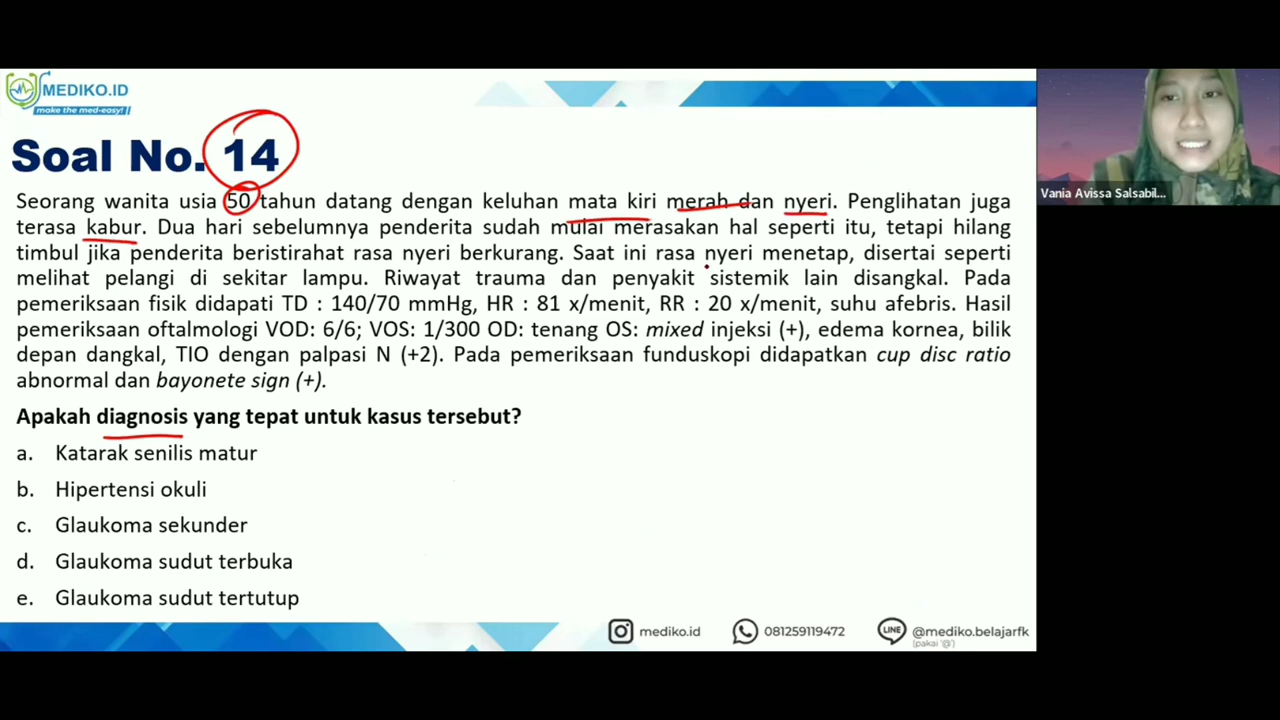 MEDIKO.ID
make the med-easy!
Soal No. 14
Vania Avissa Salsabil...
Seorang wanita usia 50 tahun datang dengan keluhan mata kiri merah dan nyeri. Penglihatan juga
terasa kabur. Dua hari sebelumnya penderita sudah mulai merasakan hal seperti itu, tetapi hilang
timbul jika penderita beristirahat rasa nyeri berkurang. Saat ini rasa nyeri menetap, disertai seperti
melihat pelangi di sekitar lampu. Riwayat trauma dan penyakit sistemik lain disangkal. Pada
pemeriksaan fisik didapati TD : 140/70 mmHg, HR : 81 x/menit, RR : 20 x/menit, suhu afebris. Hasil
pemeriksaan oftalmologi VOD: 6/6; VOS: 1/300 OD: tenang OS: mixed injeksi (+), edema kornea, bilik
depan dangkal, TIO dengan palpasi N (+2). Pada pemeriksaan funduskopi didapatkan cup disc ratio
abnormal dan bayonete sign (+).
Apakah diagnosis yang tepat untuk kasus tersebut?
a. Katarak senilis matur
b. Hipertensi okuli
c. Glaukoma sekunder
d. Glaukoma sudut terbuka
e. Glaukoma sudut tertutup
mediko.id
081259119472
LINE
@mediko.belajarfk
(pakai '@')